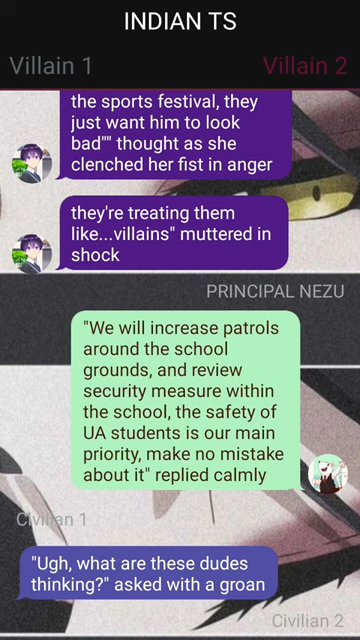 INDIAN TS
Villain 1
Villain 2
the sports festival, they
just want him to look
bad"" thought as she
clenched her fist in anger
they're treating them
like...villains" muttered in
shock
PRINCIPAL NEZU
"We will increase patrols
around the school
grounds, and review
security measure within
the school, the safety of
UA students is our main
priority, make no mistake
about it" replied calmly
Civilian 1
"Ugh, what are these dudes
thinking?" asked with a groan
Civilian 2